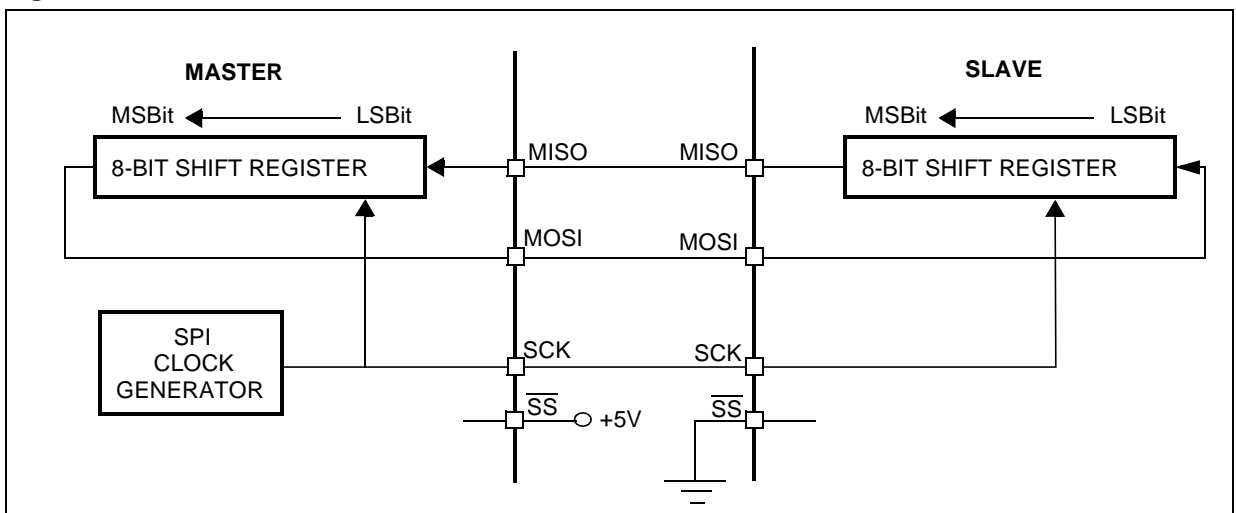 MASTER
SLAVE
MSBit LSBit
MSBit LSBit
8-BIT SHIFT REGISTER
MISO
MISO
8-BIT SHIFT REGISTER
MOSI
MOSI
SPI
CLOCK
GENERATOR
SCK
SCK
SS
+5V
SS